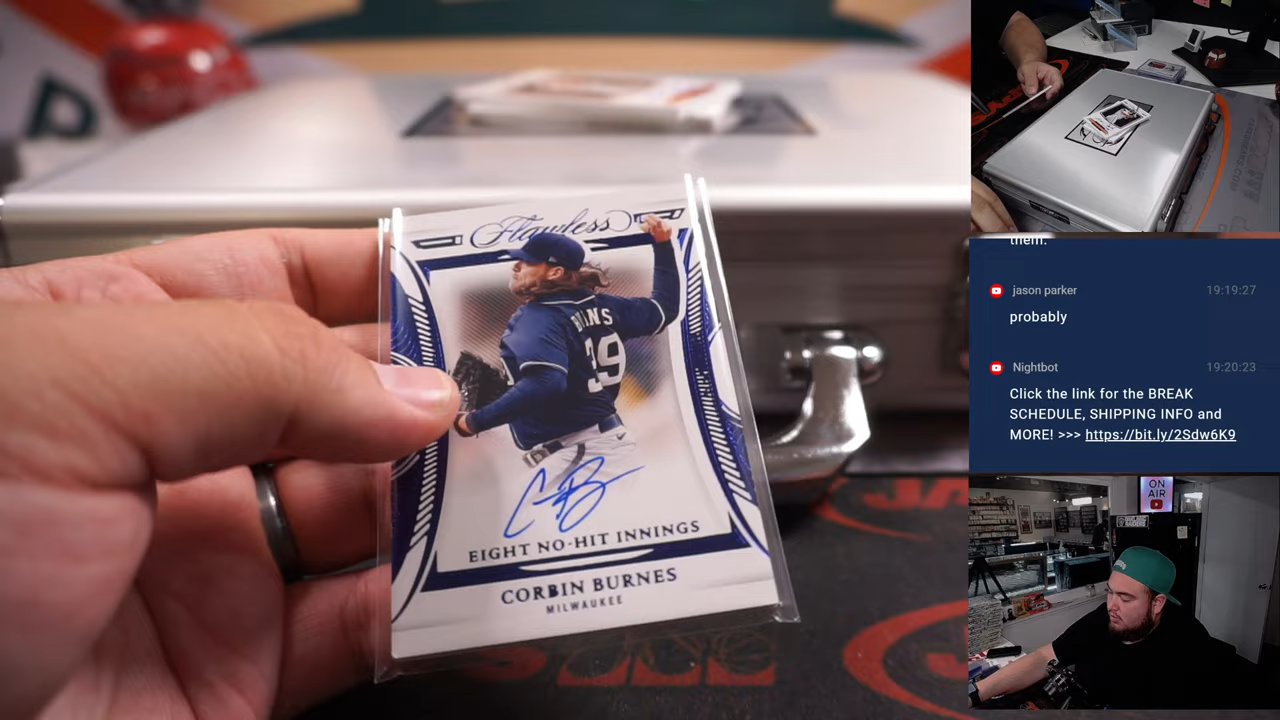 Flawless
39
EIGHT NO-HIT INNINGS
CORBIN BURNES
MILWAUKEE
them.
jason parker
19:19:27
probably
Nightbot
19:20:23
Click the link for the BREAK
SCHEDULE, SHIPPING INFO and
MORE! >>> https://bit.ly/2Sdw6K9
ON
AIR